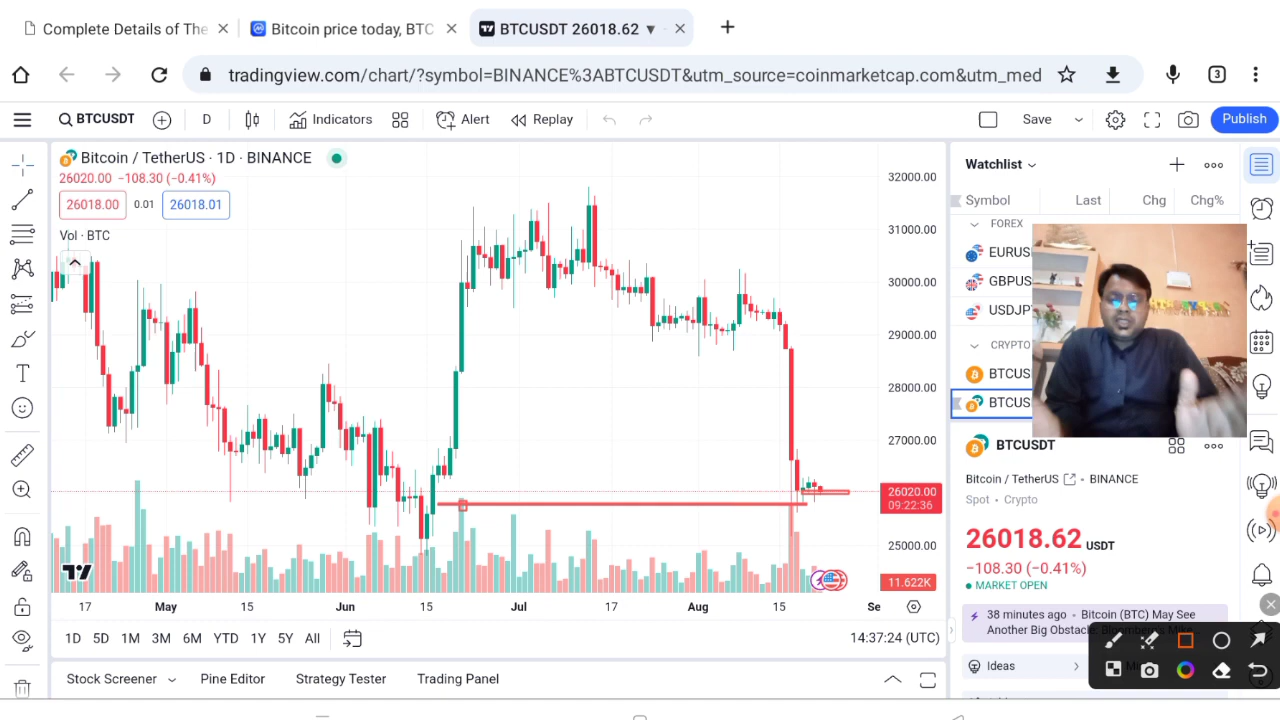 Complete Details of The
Bitcoin price today, BTC
BTCUSDT 26018.62 ▼
tradingview.com/chart/?symbol=BINANCE%3ABTCUSDT&utm_source=coinmarketcap.com&utm_med
3
BTCUSDT
D
Indicators
Alert
Replay
Save
Publish
Bitcoin / TetherUS · 1D · BINANCE
26020.00 −108.30 (−0.41%)
26018.00
0.01
26018.01
Vol · BTC
32000.00
31000.00
30000.00
29000.00
28000.00
27000.00
26020.00
09:22:36
25000.00
11.622K
17
May
15
Jun
15
Jul
17
Aug
15
Se
1D
5D
1M
3M
6M
YTD
1Y
5Y
All
14:37:24 (UTC)
Stock Screener
Pine Editor
Strategy Tester
Trading Panel
Watchlist
Symbol
Last
Chg
Chg%
FOREX
EURUS
GBPUS
USDJP
CRYPTO
BTCUS
BTCUS
BTCUSDT
Bitcoin / TetherUS
BINANCE
Spot • Crypto
26018.62 USDT
−108.30 (−0.41%)
MARKET OPEN
38 minutes ago • Bitcoin (BTC) May See
Another Big Obstacle, Bloomberg's Mike
Ideas